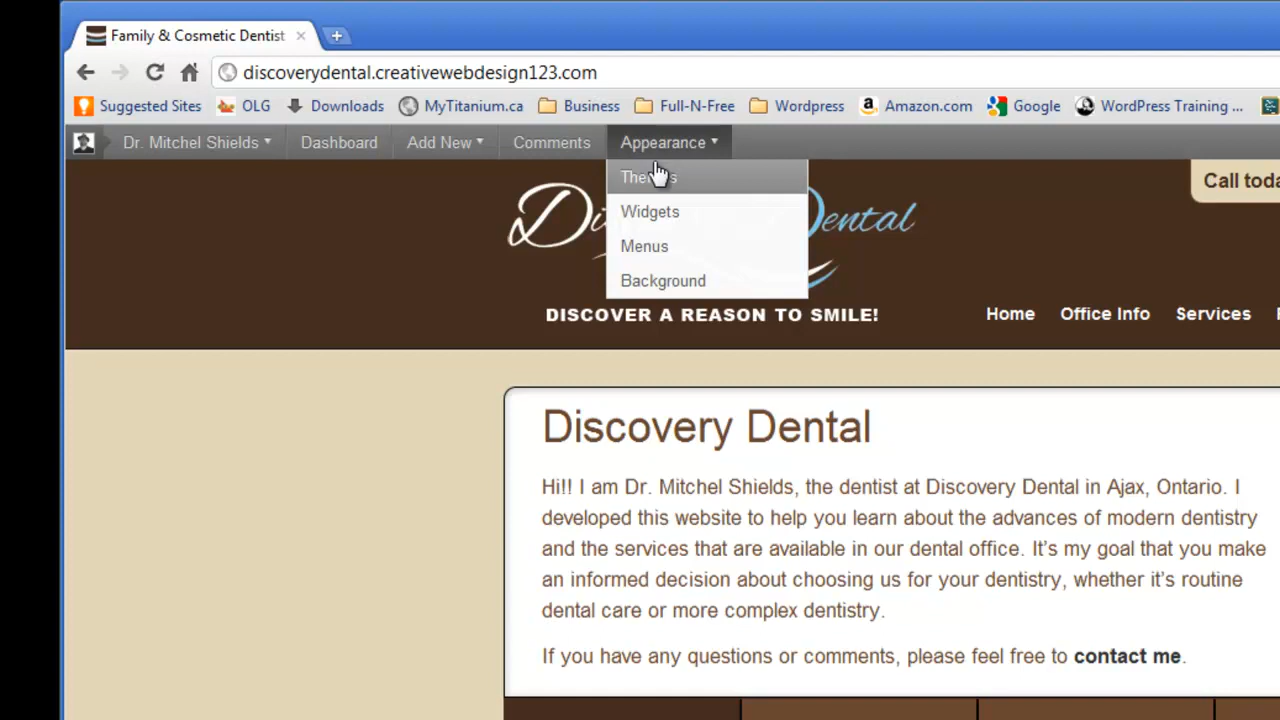 Family & Cosmetic Dentist
discoverydental.creativewebdesign123.com
Suggested Sites OLG Downloads MyTitanium.ca Business Full-N-Free Wordpress Amazon.com Google WordPress Training ...
Dr. Mitchel Shields Dashboard Add New Comments Appearance
Call
Widgets
Menus
Background
Dental
DISCOVER A REASON TO SMILE!
Home Office Info Services
Discovery Dental
Hi!! I am Dr. Mitchel Shields, the dentist at Discovery Dental in Ajax, Ontario. I
developed this website to help you learn about the advances of modern dentistry
and the services that are available in our dental office. It’s my goal that you make
an informed decision about choosing us for your dentistry, whether it’s routine
dental care or more complex dentistry.
If you have any questions or comments, please feel free to contact me.